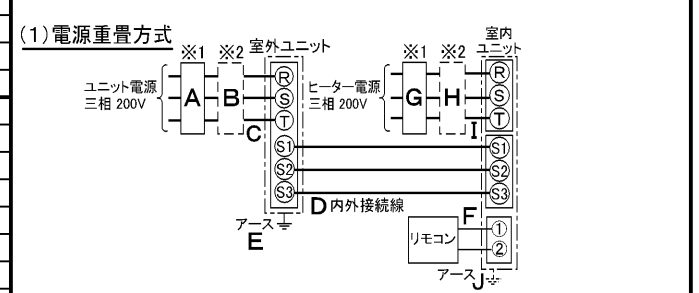 (1)電源重畳方式
※1 ※2 室外ユニット
ユニット電源
三相 200V
A B C
R
S
T
S1
S2
S3
アース
E
※1 ※2 室内
ユニット
ヒーター電源
三相 200V
G H I
R
S
T
S1
S2
S3
D 内外接続線
F
リモコン
1
2
アース J